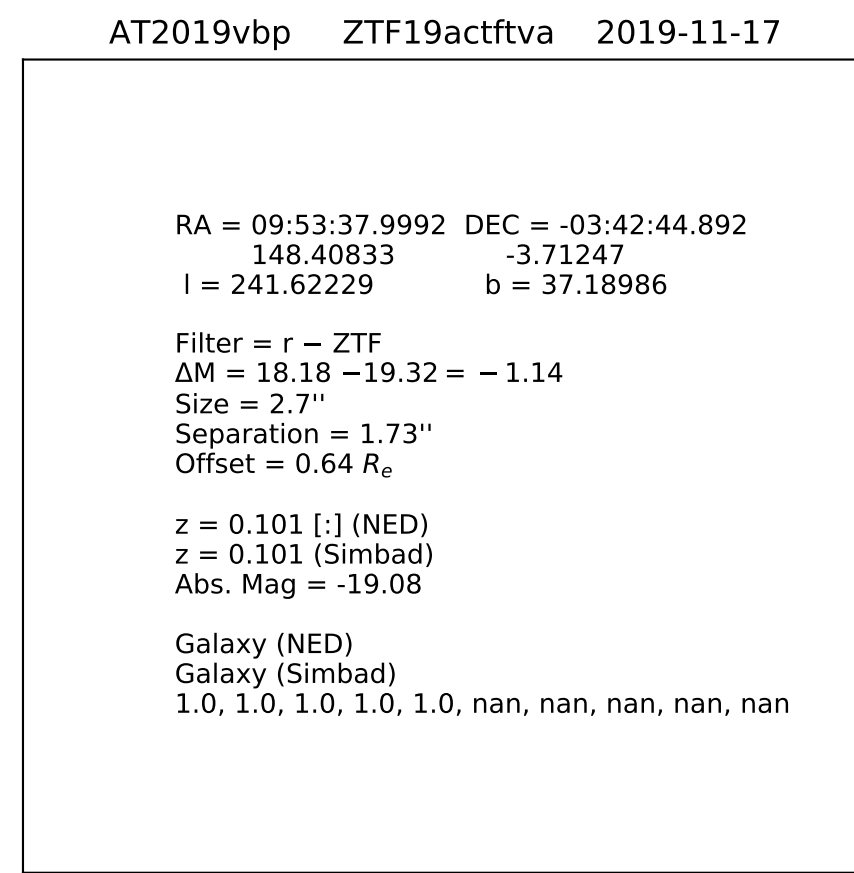 AT2019vbp ZTF19actftva 2019-11-17
RA = 09:53:37.9992 DEC = -03:42:44.892
148.40833 -3.71247
l = 241.62229 b = 37.18986
Filter = r − ZTF
ΔM = 18.18 −19.32 = − 1.14
Size = 2.7''
Separation = 1.73''
Offset = 0.64 Re
z = 0.101 [:] (NED)
z = 0.101 (Simbad)
Abs. Mag = -19.08
Galaxy (NED)
Galaxy (Simbad)
1.0, 1.0, 1.0, 1.0, 1.0, nan, nan, nan, nan, nan